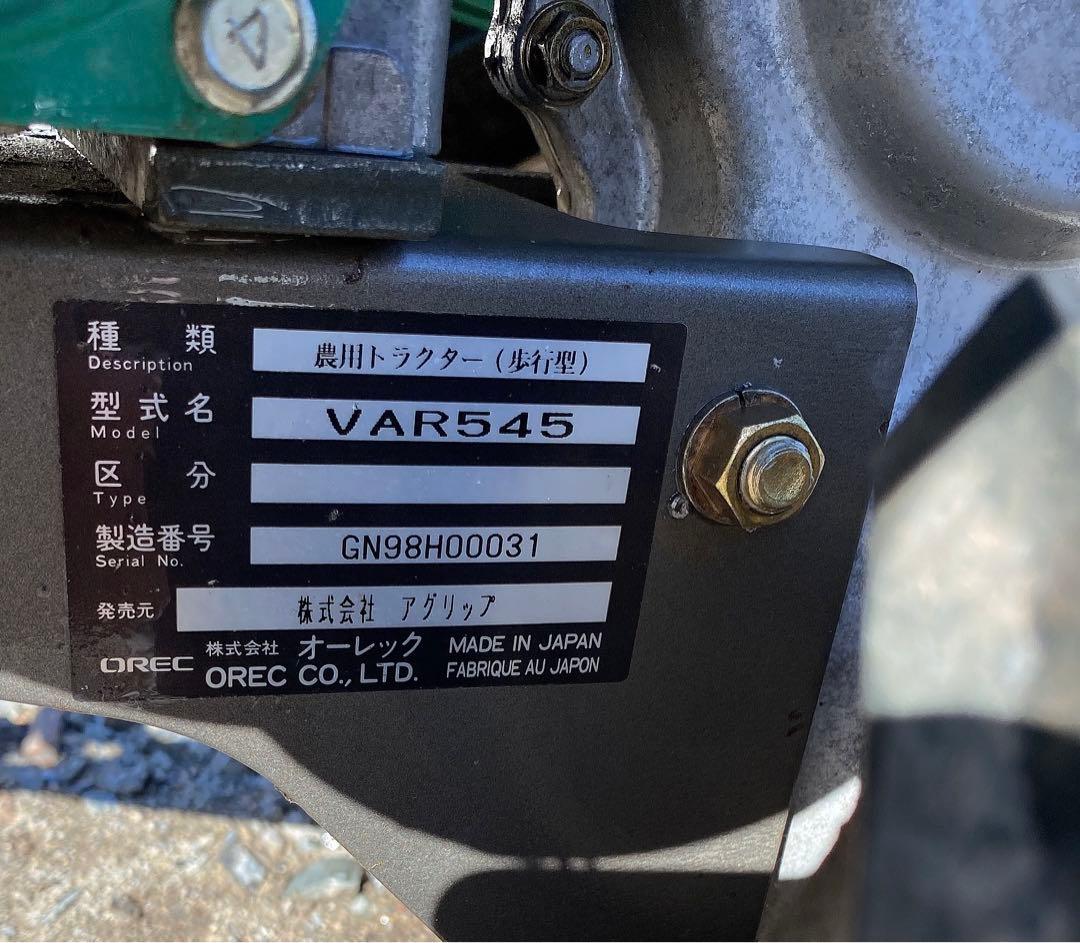 4
種類 農用トラクター(歩行型)
Description
型式名 VAR545
Model
区分
Type
製造番号 GN98H00031
Serial No.
発売元 株式会社 アグリップ
OREC 株式会社 オーレック MADE IN JAPAN
OREC CO., LTD. FABRIQUE AU JAPON